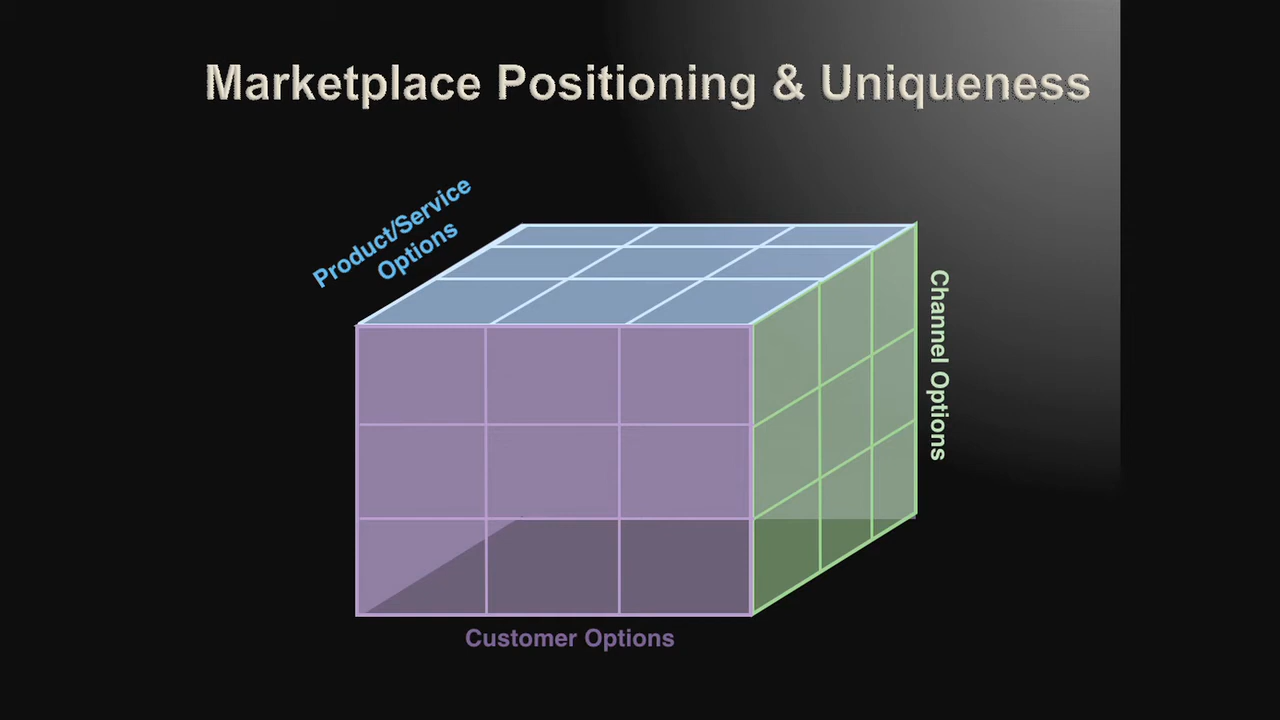 Marketplace Positioning & Uniqueness
Product/Service
Options
Channel Options
Customer Options